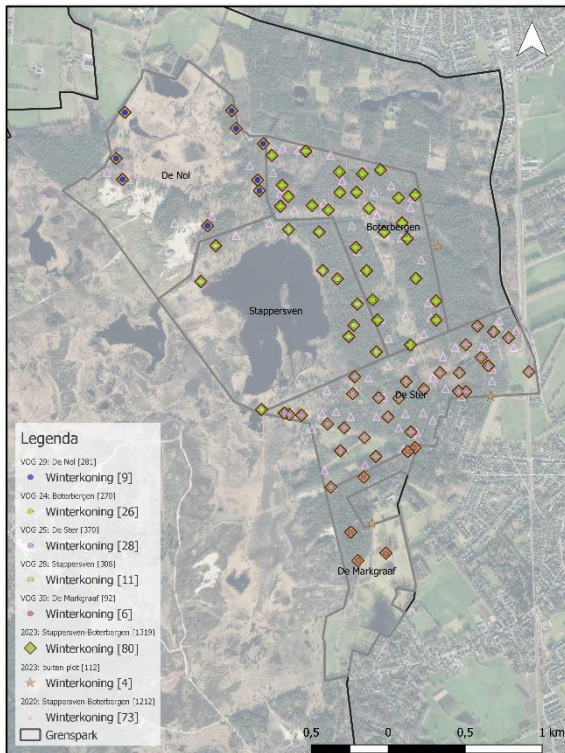 De Nol
Boterbergen
Stappersven
De Ster
De Markgraaf
Legenda
VOG 29: De Nol [281]
Winterkoning [9]
VOG 24: Boterbergen [270]
Winterkoning [26]
VOG 25: De Ster [370]
Winterkoning [28]
VOG 28: Stappersven [306]
Winterkoning [11]
VOG 30: De Markgraaf [92]
Winterkoning [6]
2023: Stappersven-Boterbergen [1319]
Winterkoning [80]
2023: buiten plot [112]
Winterkoning [4]
2020: Stappersven-Boterbergen [1212]
Winterkoning [73]
Grenspark
0,5 0 0,5 1 km